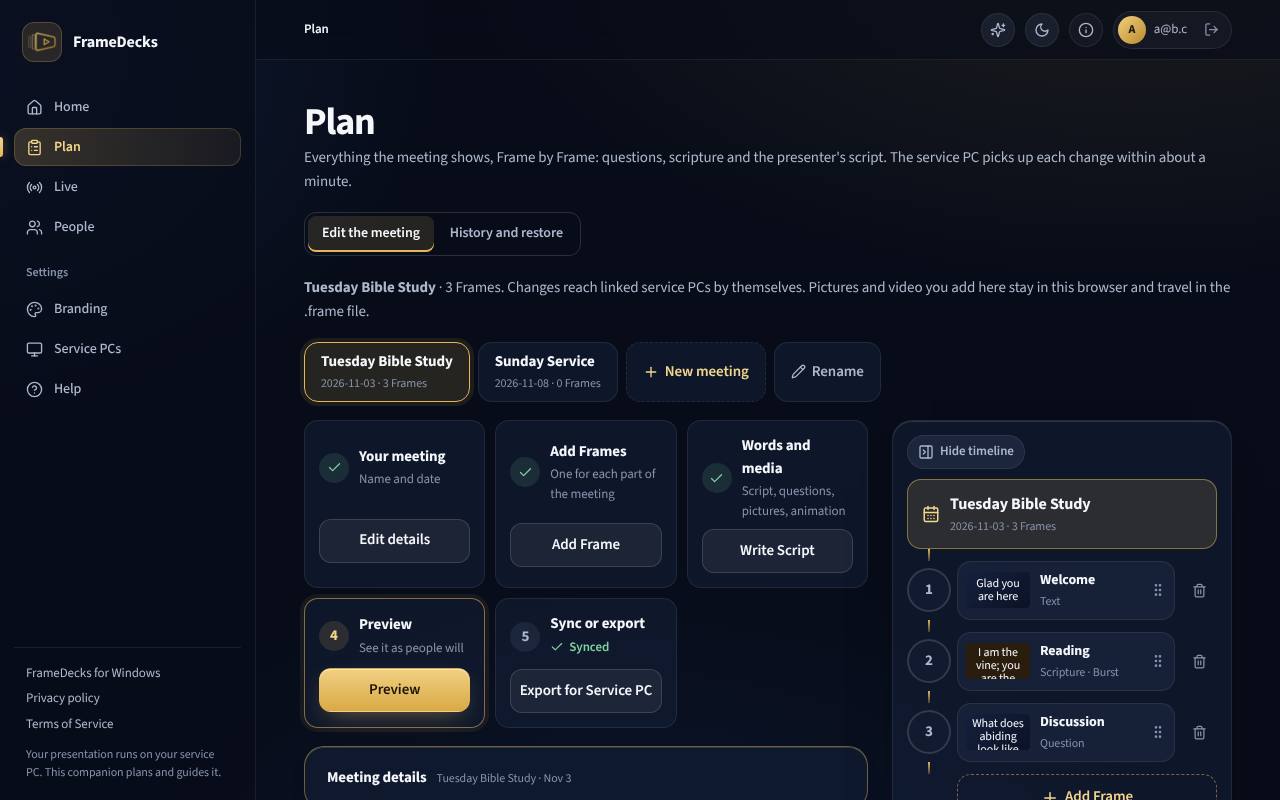 FrameDecks
Home
Plan
Live
People
Settings
Branding
Service PCs
Help
FrameDecks for Windows
Privacy policy
Terms of Service
Your presentation runs on your service
PC. This companion plans and guides it.
Plan
A
a@b.c
Plan
Everything the meeting shows, Frame by Frame: questions, scripture and the presenter's script. The service PC picks up each change within about a
minute.
Edit the meeting
History and restore
Tuesday Bible Study · 3 Frames. Changes reach linked service PCs by themselves. Pictures and video you add here stay in this browser and travel in the
.frame file.
Tuesday Bible Study
2026-11-03 · 3 Frames
Sunday Service
2026-11-08 · 0 Frames
New meeting
Rename
Your meeting
Name and date
Edit details
Add Frames
One for each part of
the meeting
Add Frame
Words and
media
Script, questions,
pictures, animation
Write Script
4
Preview
See it as people will
Preview
5
Sync or export
Synced
Export for Service PC
Meeting details
Tuesday Bible Study · Nov 3
Hide timeline
Tuesday Bible Study
2026-11-03 · 3 Frames
1
Glad you
are here
Welcome
Text
2
I am the
vine; you
are the
Reading
Scripture · Burst
3
What does
abiding
look like
Discussion
Question
Add Frame